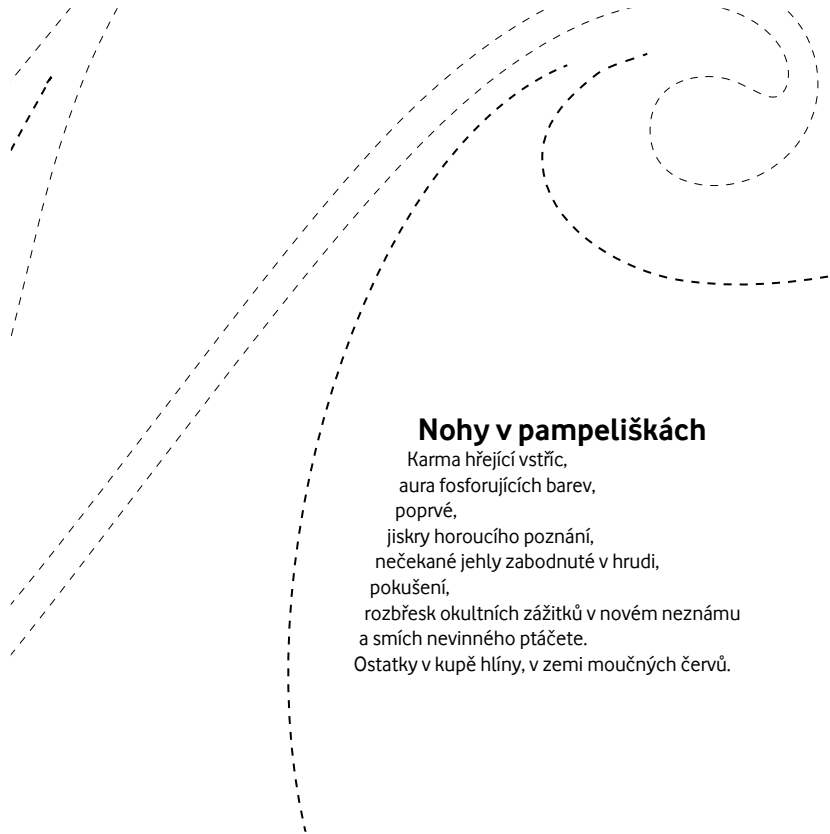 Nohy v pampeliškách
Karma hřející vstříc,
aura fosforujících barev,
poprvé,
jiskry horoucího poznání,
nečekané jehly zabodnuté v hrudi,
pokušení,
rozbřesk okultních zážitků v novém neznámu
a smích nevinného ptáčete.
Ostatky v kupě hlíny, v zemi moučných červů.